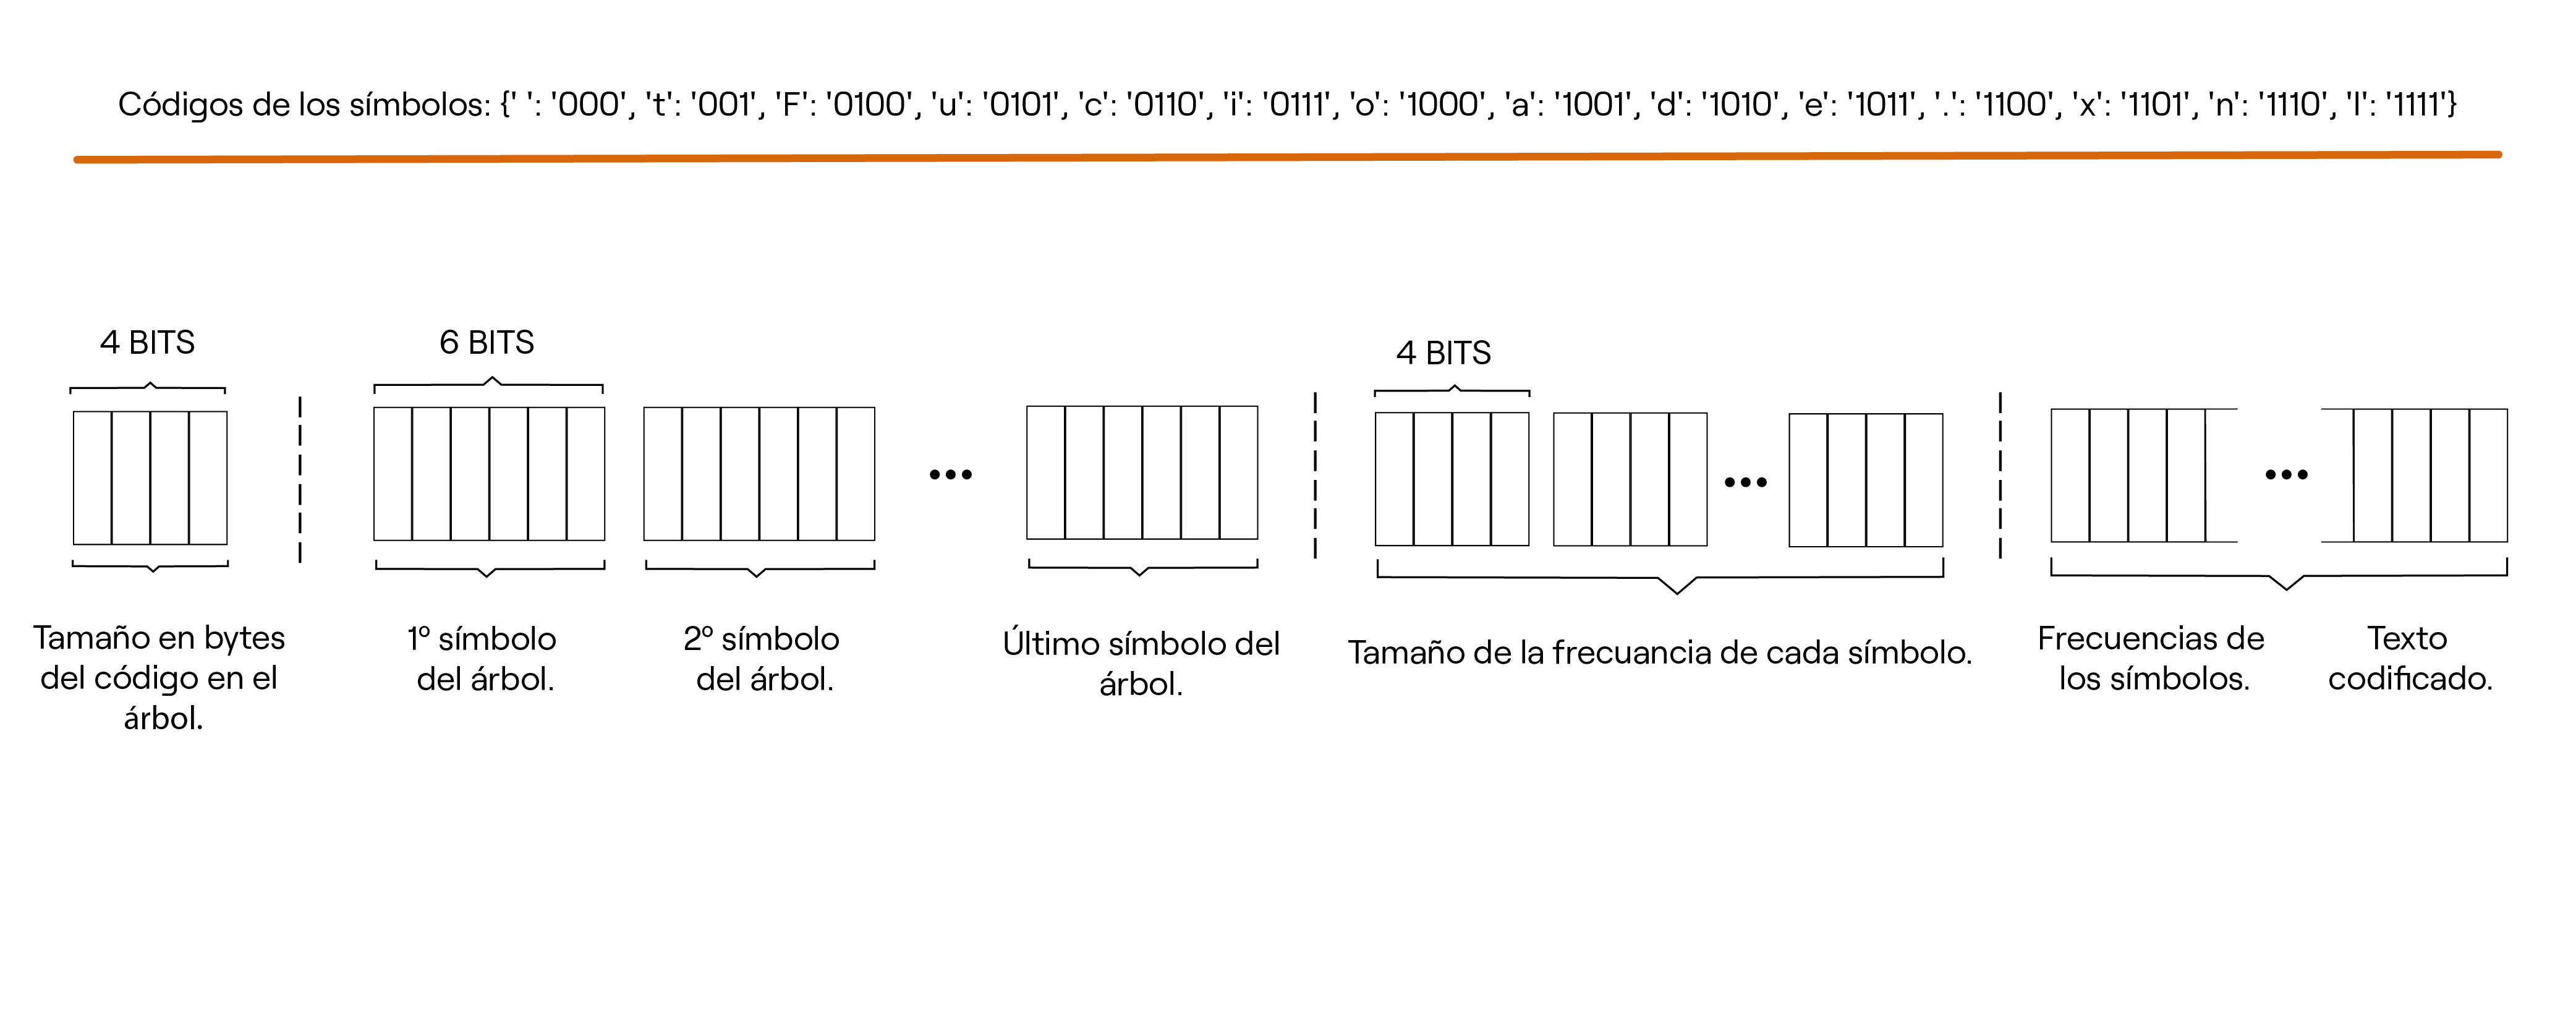 Códigos de los símbolos: {' ': '000', 't': '001', 'F': '0100', 'u': '0101', 'c': '0110', 'i': '0111', 'o': '1000', 'a': '1001', 'd': '1010', 'e': '1011', '.': '1100', 'x': '1101', 'n': '1110', 'l': '1111'}
4 BITS
6 BITS
4 BITS
Tamaño en bytes
del código en el
árbol.
1º símbolo
del árbol.
2º símbolo
del árbol.
Último símbolo del
árbol.
Tamaño de la frecuancia de cada símbolo.
Frecuencias de
los símbolos.
Texto
codificado.